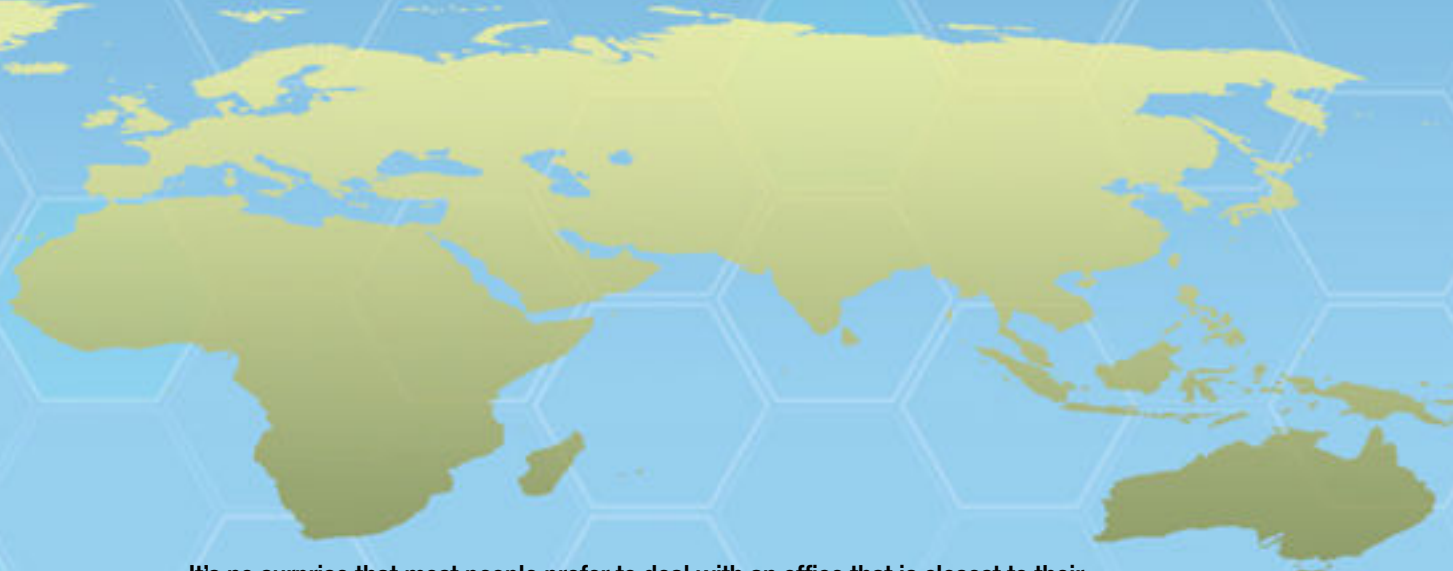 It's no surprise that most people prefer to deal with an office that is closest to their